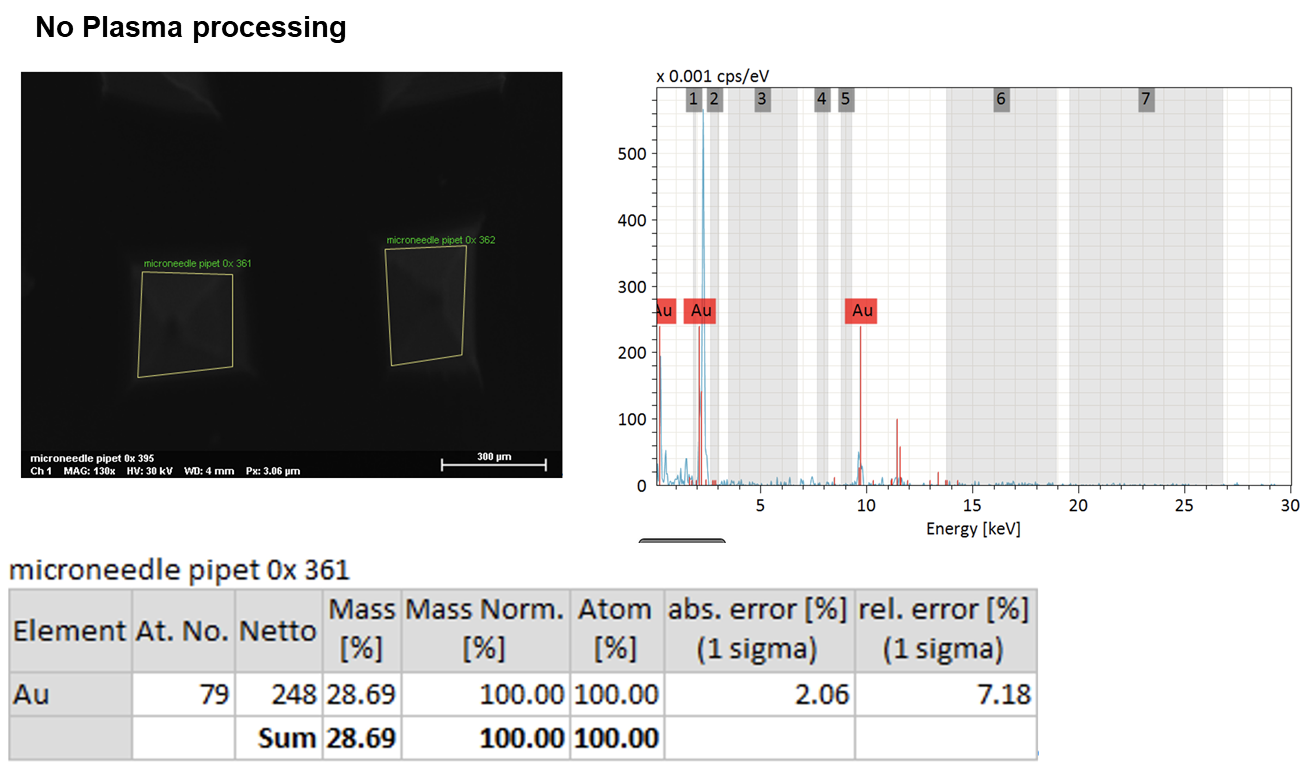 No Plasma processing
microneedle pipet 0x 362
microneedle pipet 0x 361
microneedle pipet 0x 395
Ch 1 MAG: 130x HV: 30 kV WD: 4 mm Px: 3.06 µm
300 µm
x 0.001 cps/eV
1 2 3 4 5 6 7
500
400
300
Au Au Au
200
100
0
5 10 15 20 25 30
Energy [keV]
microneedle pipet 0x 361
Element At. No. Netto Mass [%] Mass Norm. [%] Atom [%] abs. error [%] (1 sigma) rel. error [%] (1 sigma)
Au 79 248 28.69 100.00 100.00 2.06 7.18
Sum 28.69 100.00 100.00